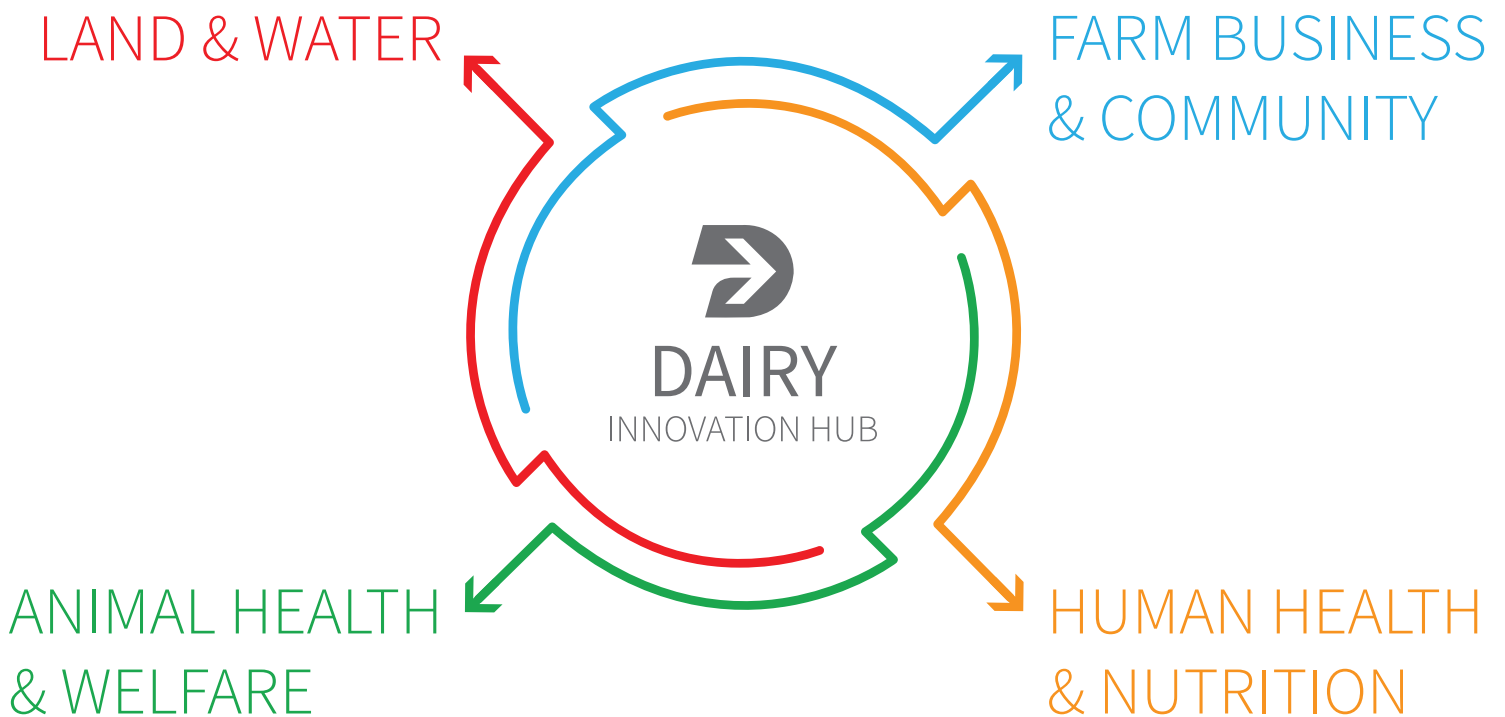 LAND & WATER
FARM BUSINESS
& COMMUNITY
DAIRY
INNOVATION HUB
ANIMAL HEALTH
& WELFARE
HUMAN HEALTH
& NUTRITION